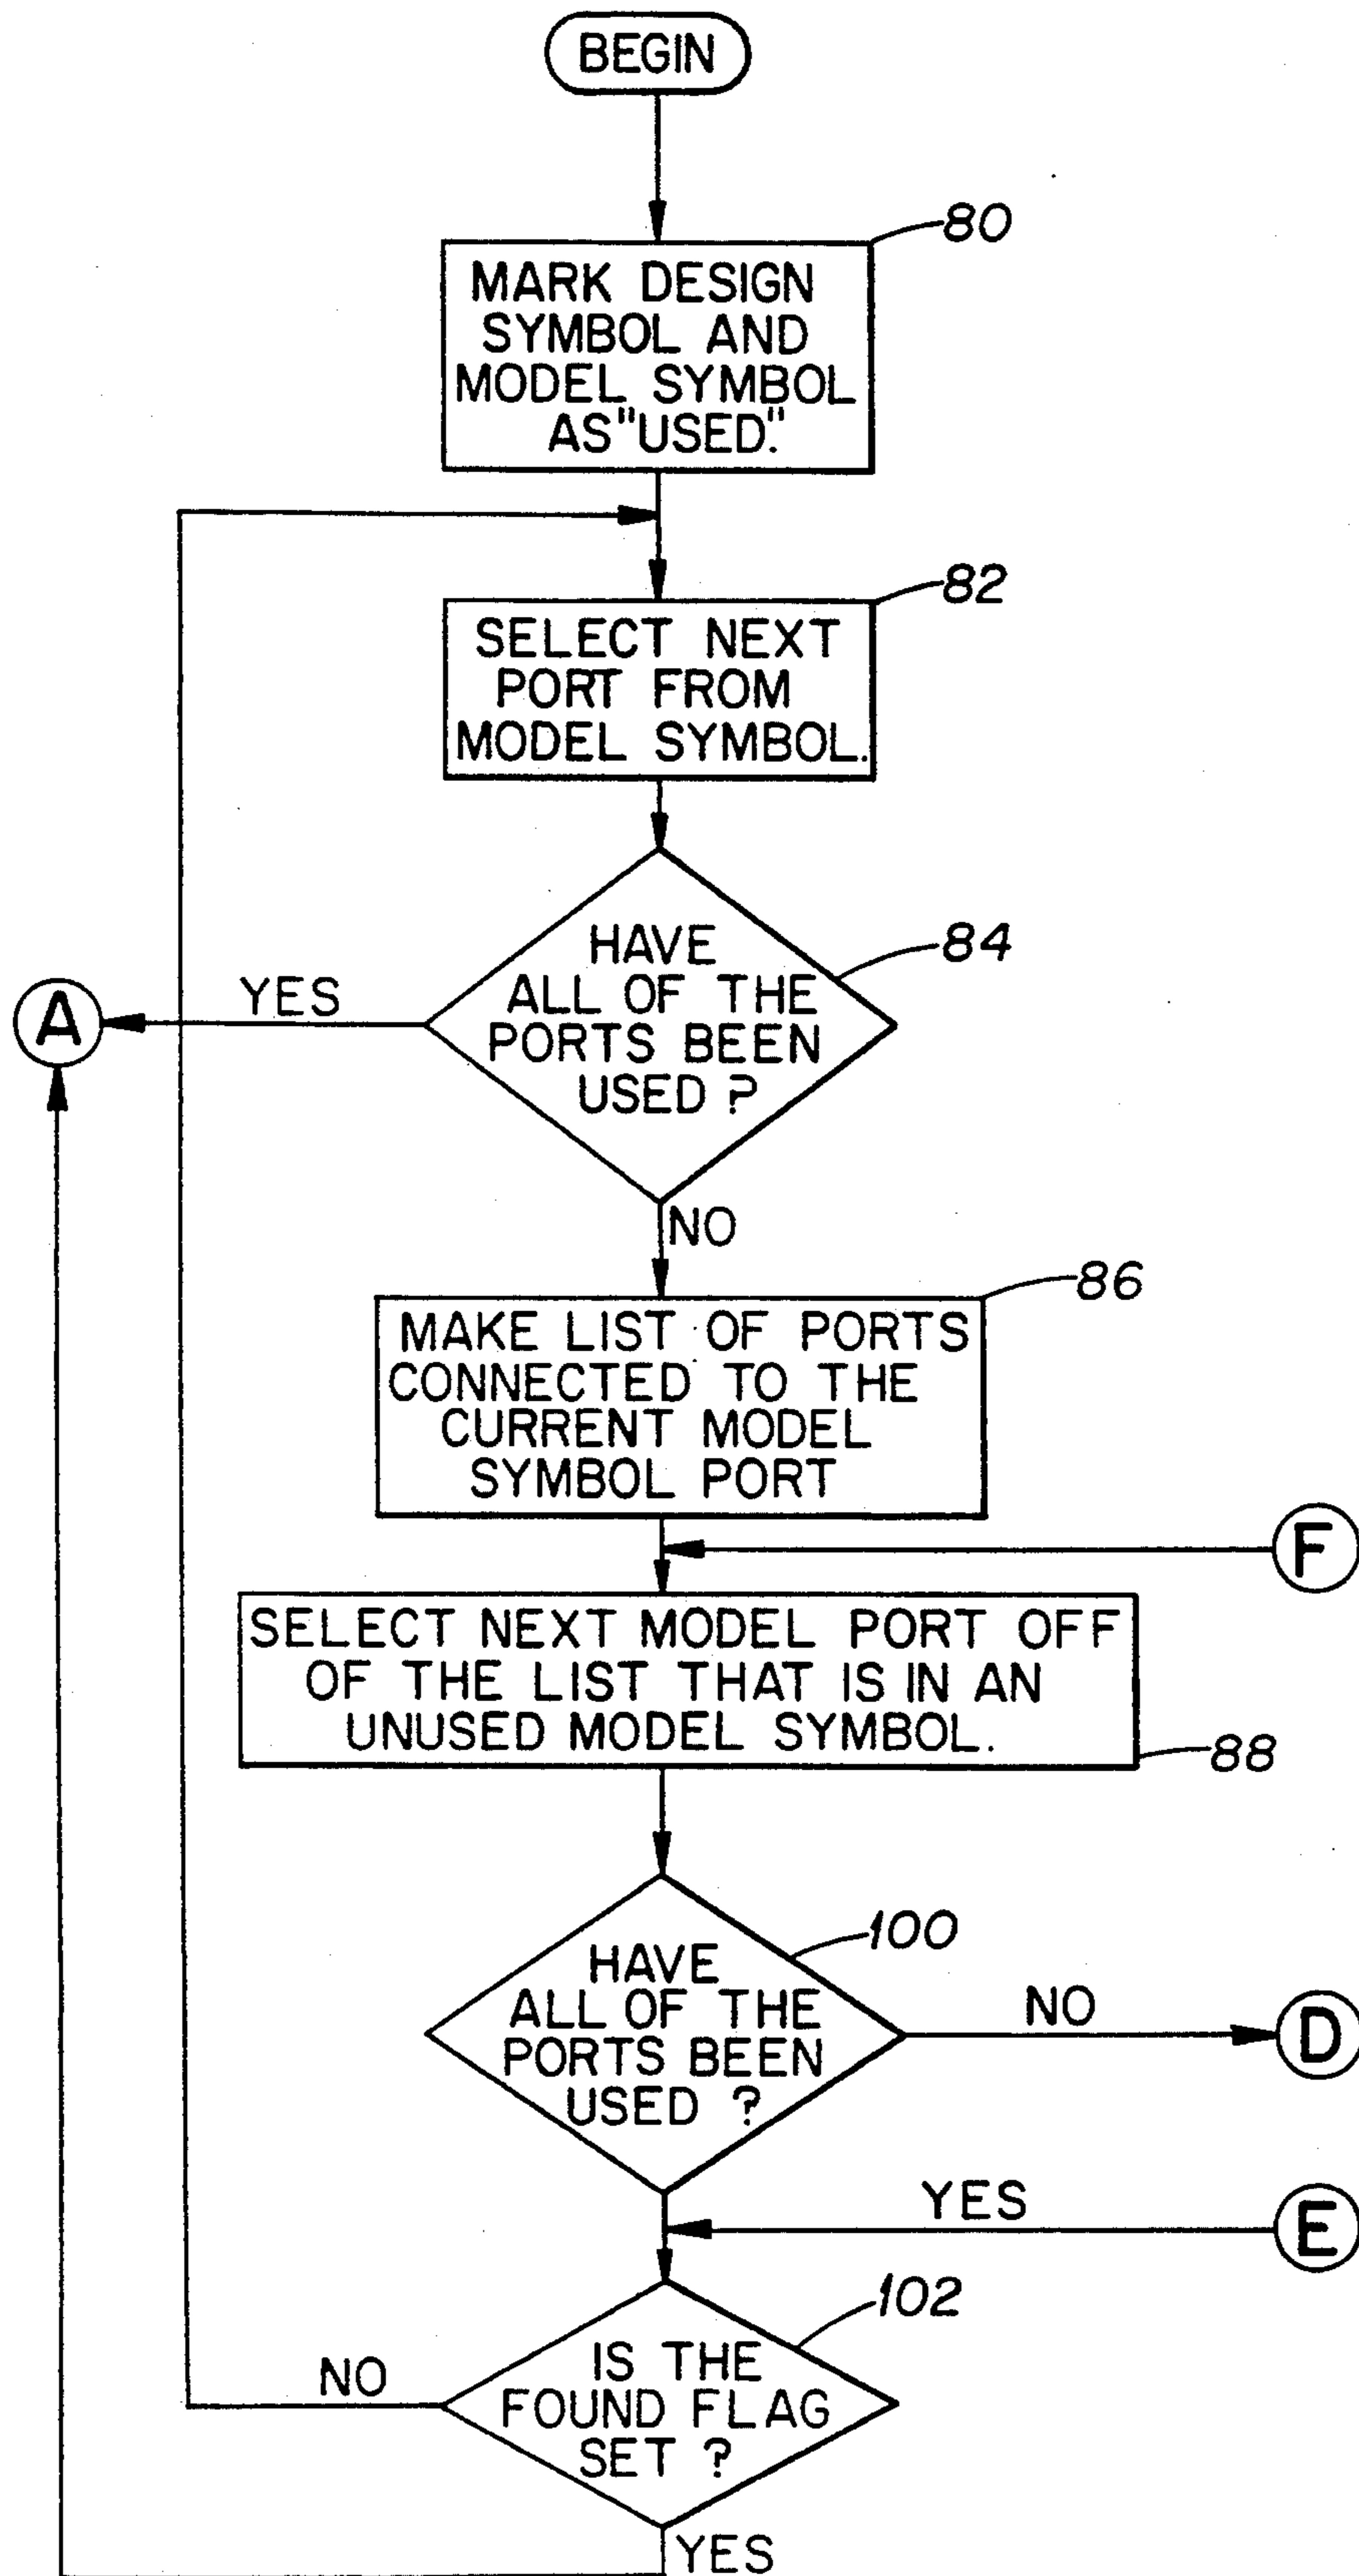 BEGIN
80
MARK DESIGN
SYMBOL AND
MODEL SYMBOL
AS "USED."
82
SELECT NEXT
PORT FROM
MODEL SYMBOL.
84
HAVE
ALL OF THE
PORTS BEEN
USED ?
YES
A
NO
86
MAKE LIST OF PORTS
CONNECTED TO THE
CURRENT MODEL
SYMBOL PORT
F
SELECT NEXT MODEL PORT OFF
OF THE LIST THAT IS IN AN
UNUSED MODEL SYMBOL.
88
100
HAVE
ALL OF THE
PORTS BEEN
USED ?
NO
D
YES
E
102
IS THE
FOUND FLAG
SET ?
NO
YES